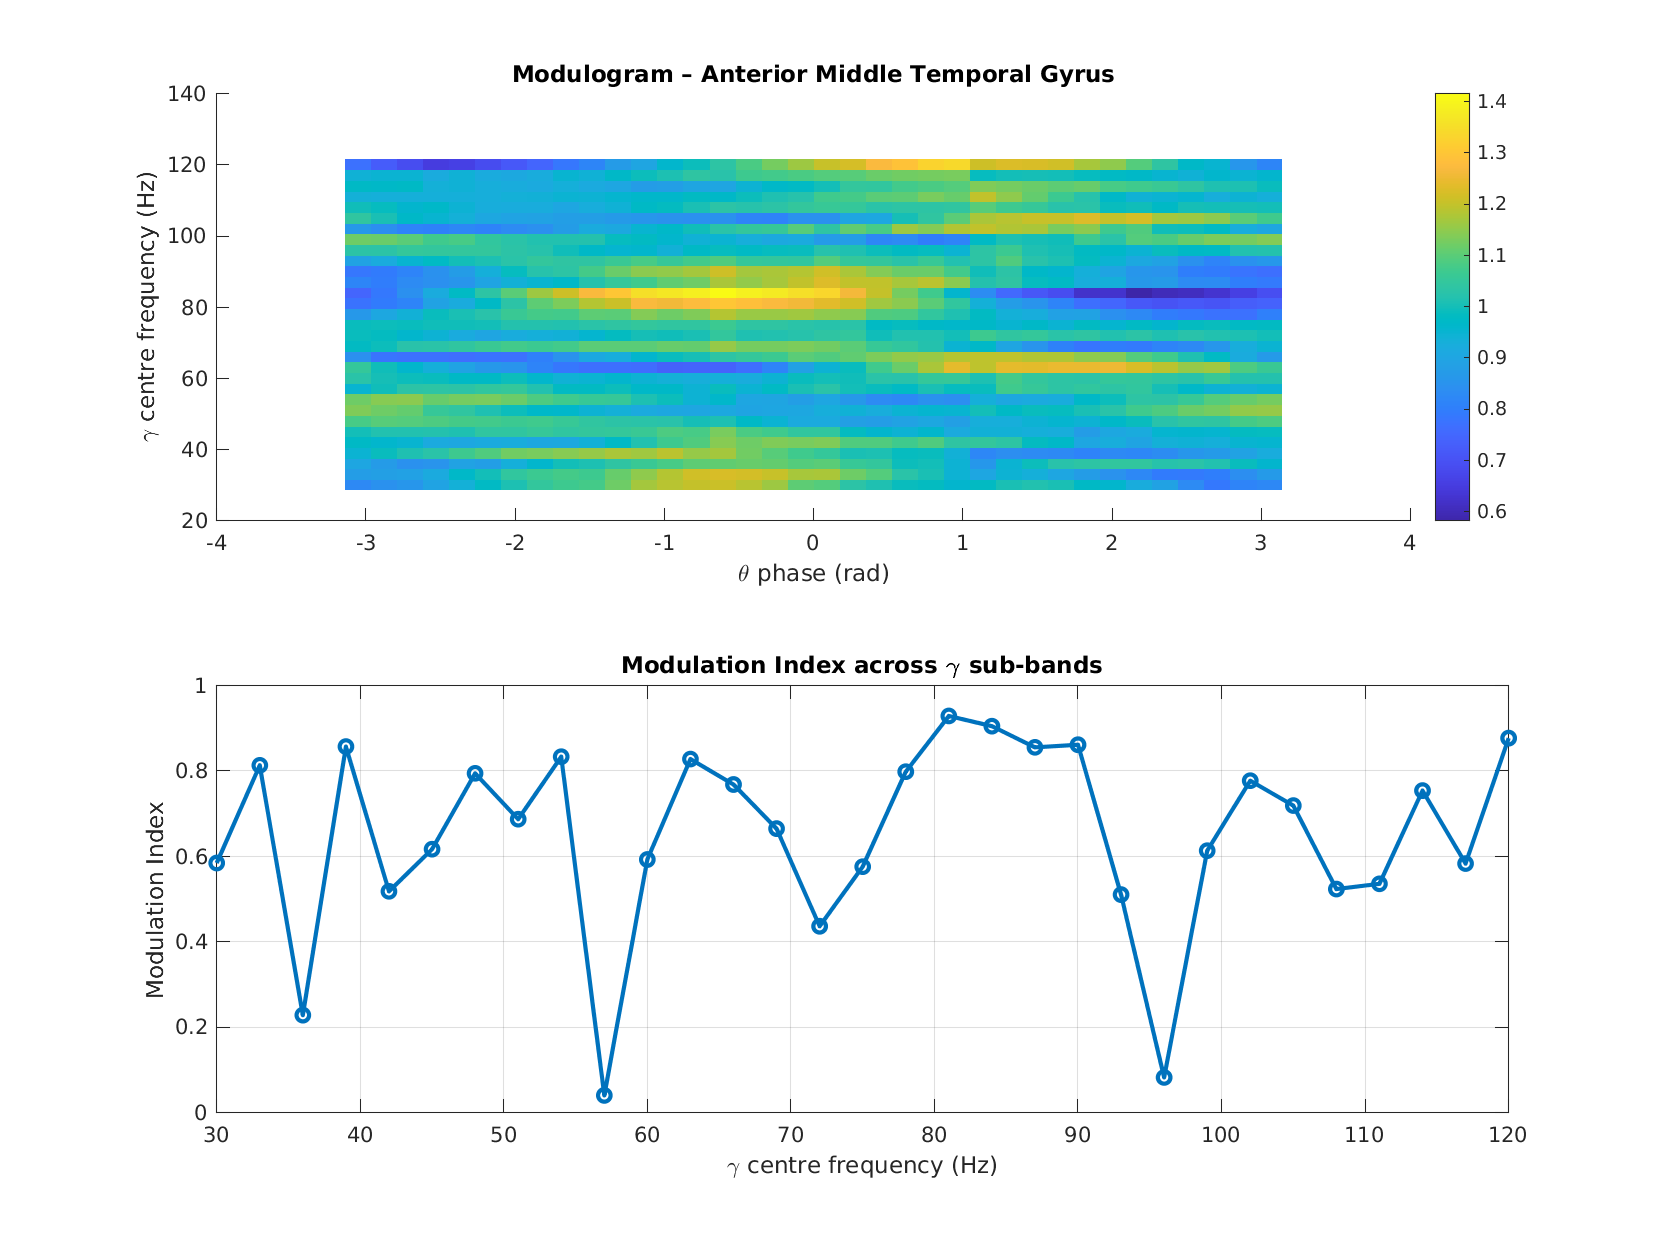 Modulogram – Anterior Middle Temporal Gyrus
140
120
100
80
60
40
20
γ centre frequency (Hz)
-4 -3 -2 -1 0 1 2 3 4
θ phase (rad)
1.4
1.3
1.2
1.1
1
0.9
0.8
0.7
0.6
Modulation Index across γ sub-bands
1
0.8
0.6
0.4
0.2
0
Modulation Index
30 40 50 60 70 80 90 100 110 120
γ centre frequency (Hz)